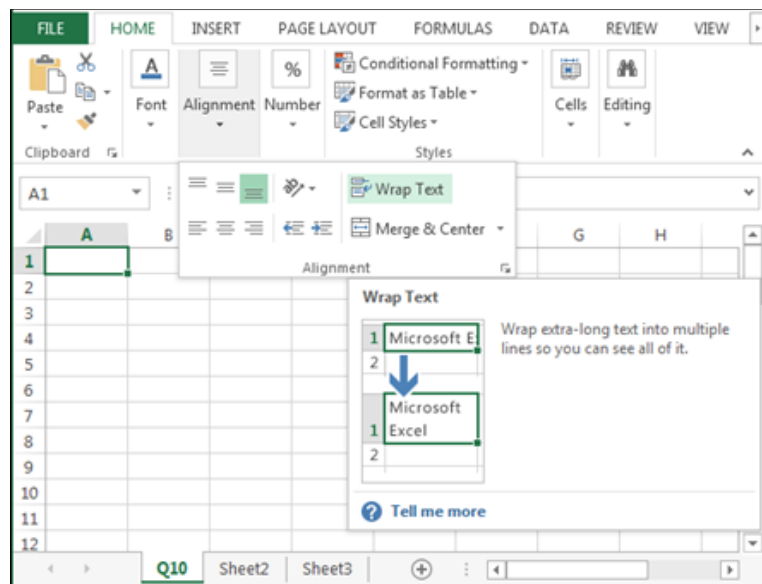 FILE HOME INSERT PAGE LAYOUT FORMULAS DATA REVIEW VIEW
Conditional Formatting
Format as Table
Cell Styles
Paste Font Alignment Number Cells Editing
Clipboard Styles
A1
Wrap Text
Merge & Center
Alignment
A B G H
1
2
3
4
5
6
7
8
9
10
11
12
Wrap Text
1 Microsoft E
2
Wrap extra-long text into multiple
lines so you can see all of it.
Microsoft
1 Excel
2
? Tell me more
Q10 Sheet2 Sheet3